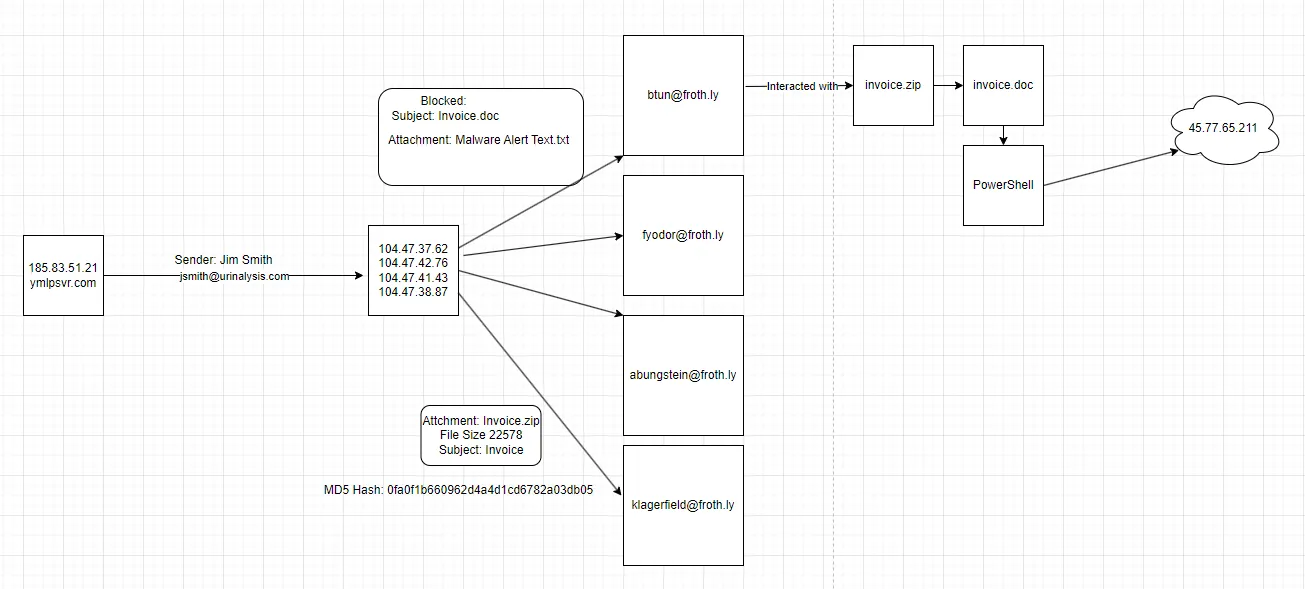 185.83.51.21
ymlpsvr.com
Sender: Jim Smith
jsmith@urinalysis.com
Blocked:
Subject: Invoice.doc
Attachment: Malware Alert Text.txt
104.47.37.62
104.47.42.76
104.47.41.43
104.47.38.87
Attchment: Invoice.zip
File Size 22578
Subject: Invoice
MD5 Hash: 0fa0f1b660962d4a4d1cd6782a03db05
btun@froth.ly
fyodor@froth.ly
abungstein@froth.ly
klagerfield@froth.ly
Interacted with
invoice.zip
invoice.doc
PowerShell
45.77.65.211